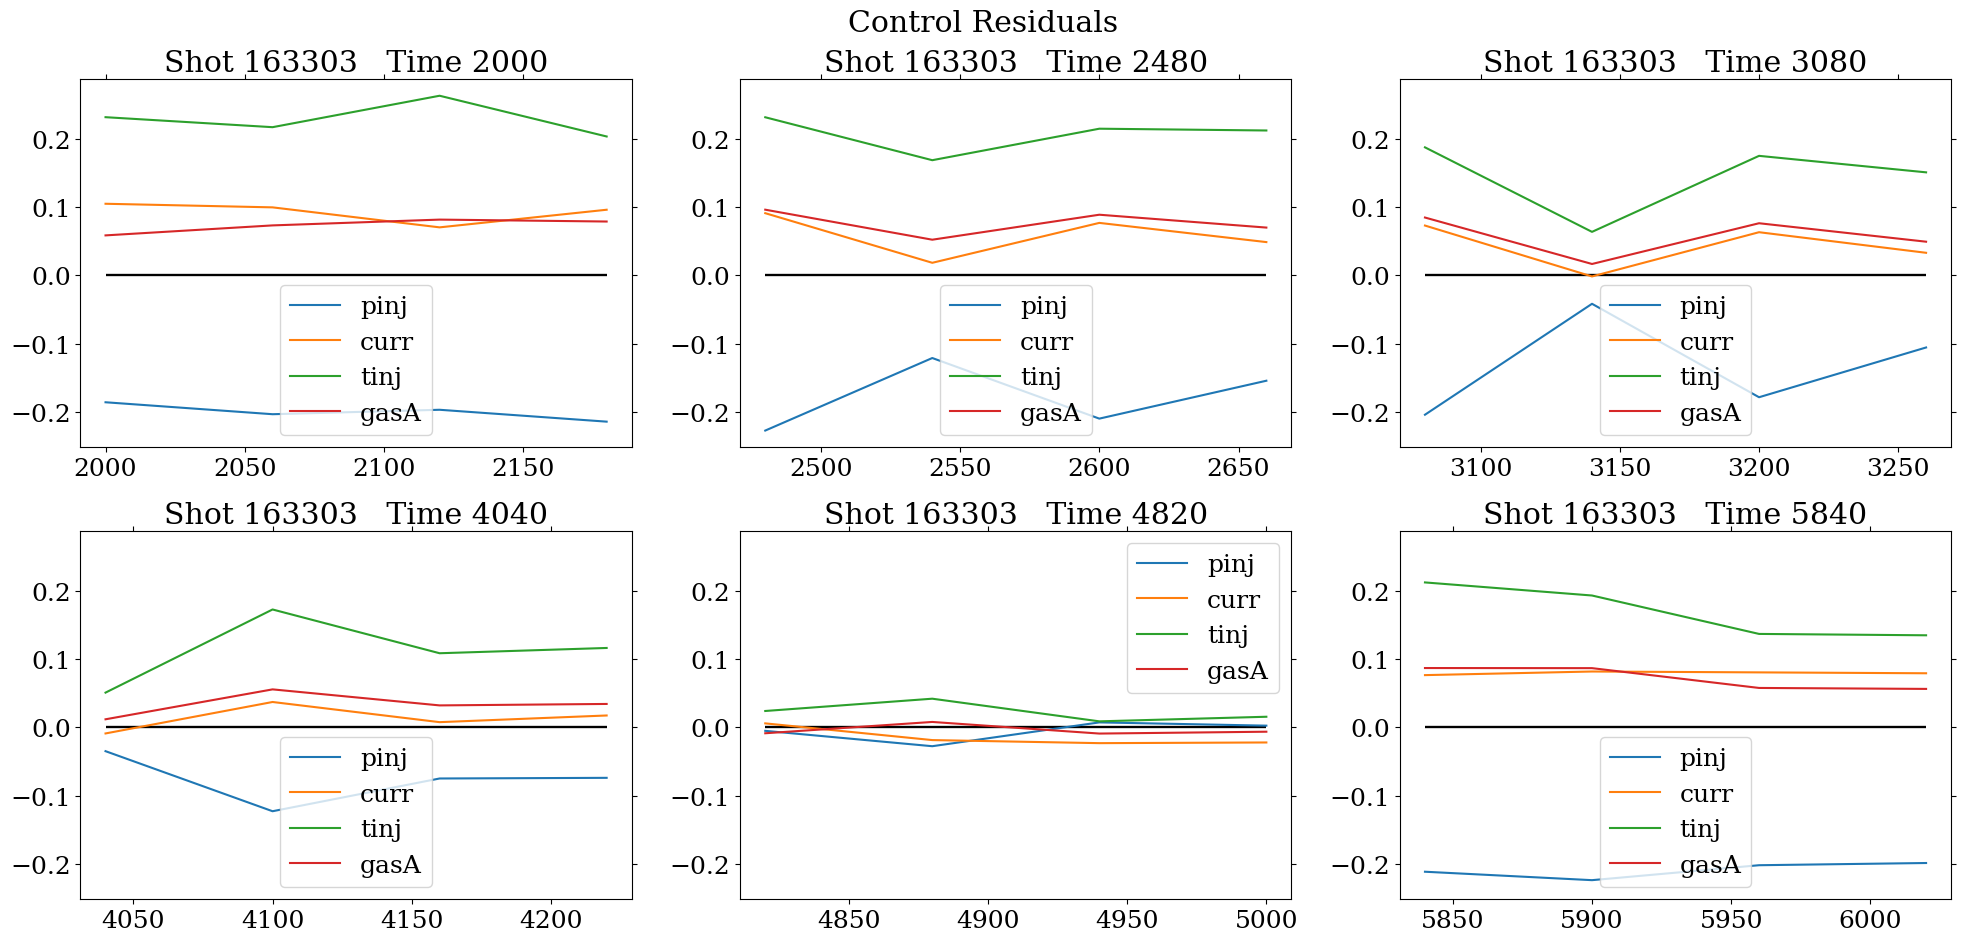 Control Residuals
Shot 163303   Time 2000
0.2
0.1
0.0
−0.1
−0.2
pinj
curr
tinj
gasA
2000 2050 2100 2150
Shot 163303   Time 2480
0.2
0.1
0.0
−0.1
−0.2
pinj
curr
tinj
gasA
2500 2550 2600 2650
Shot 163303   Time 3080
0.2
0.1
0.0
−0.1
−0.2
pinj
curr
tinj
gasA
3100 3150 3200 3250
Shot 163303   Time 4040
0.2
0.1
0.0
−0.1
−0.2
pinj
curr
tinj
gasA
4050 4100 4150 4200
Shot 163303   Time 4820
0.2
0.1
0.0
−0.1
−0.2
pinj
curr
tinj
gasA
4850 4900 4950 5000
Shot 163303   Time 5840
0.2
0.1
0.0
−0.1
−0.2
pinj
curr
tinj
gasA
5850 5900 5950 6000